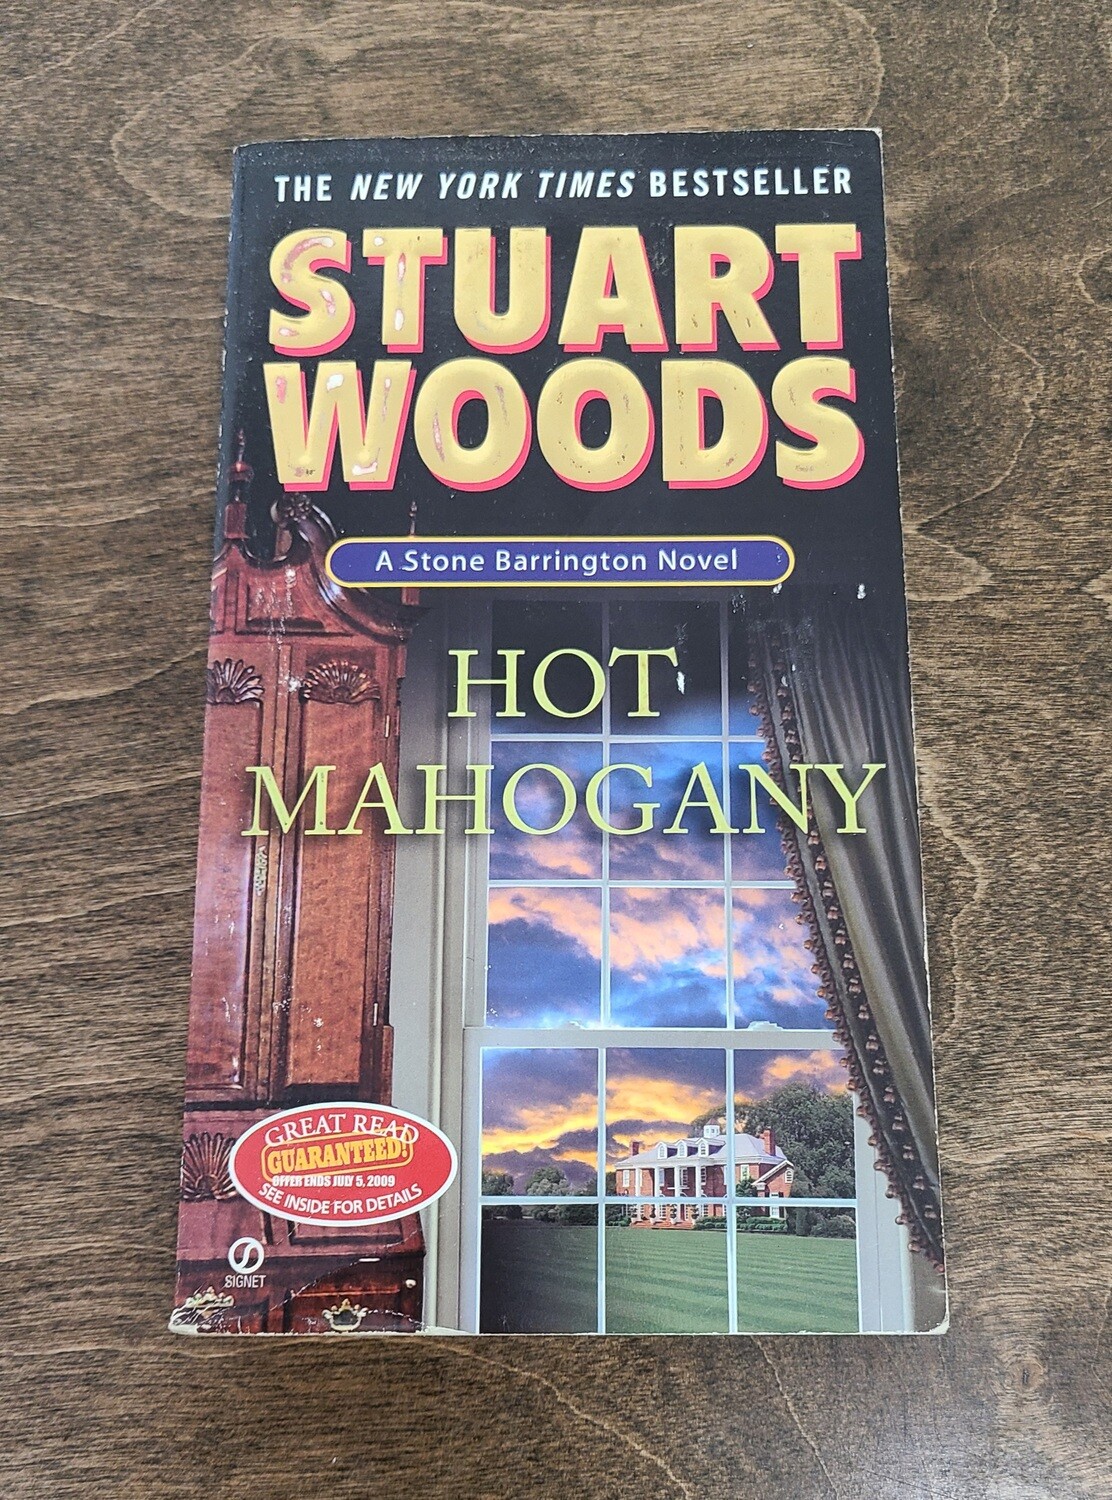 THE NEW YORK TIMES BESTSELLER
STUART
WOODS
A Stone Barrington Novel
HOT
MAHOGANY
GREAT READ
GUARANTEED!
OFFER ENDS JULY 5, 2009
SEE INSIDE FOR DETAILS
SIGNET